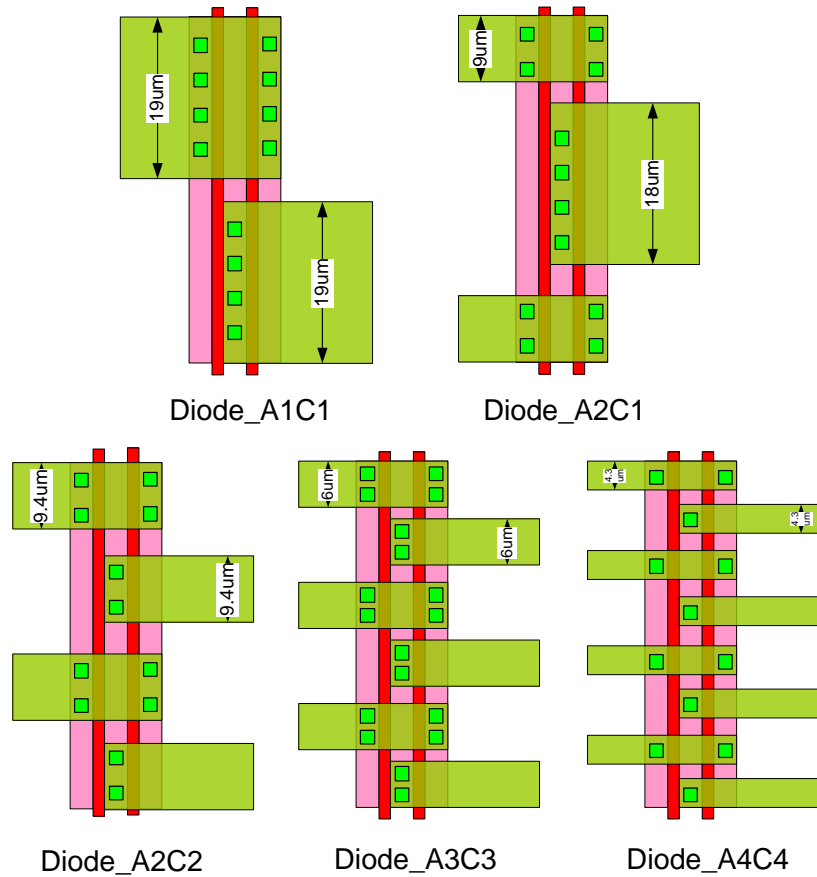 19um
19um
9um
18um
Diode_A1C1
Diode_A2C1
9.4um
9.4um
6um
6um
4.3
um
4.3
um
Diode_A2C2
Diode_A3C3
Diode_A4C4